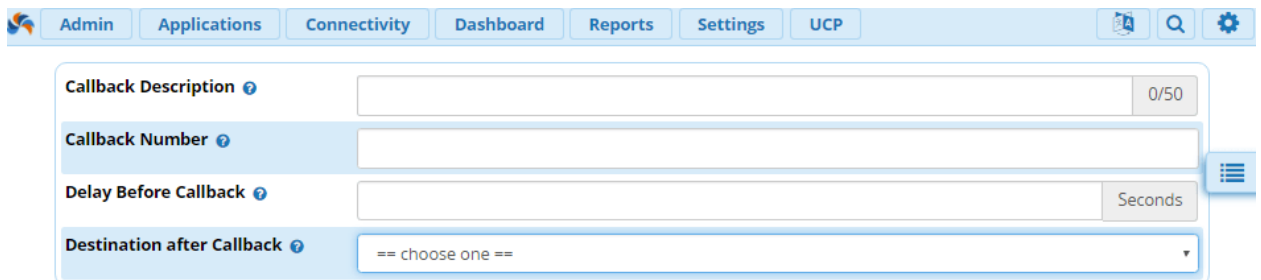 Admin Applications Connectivity Dashboard Reports Settings UCP
Callback Description
0/50
Callback Number
Delay Before Callback
Seconds
Destination after Callback
== choose one ==